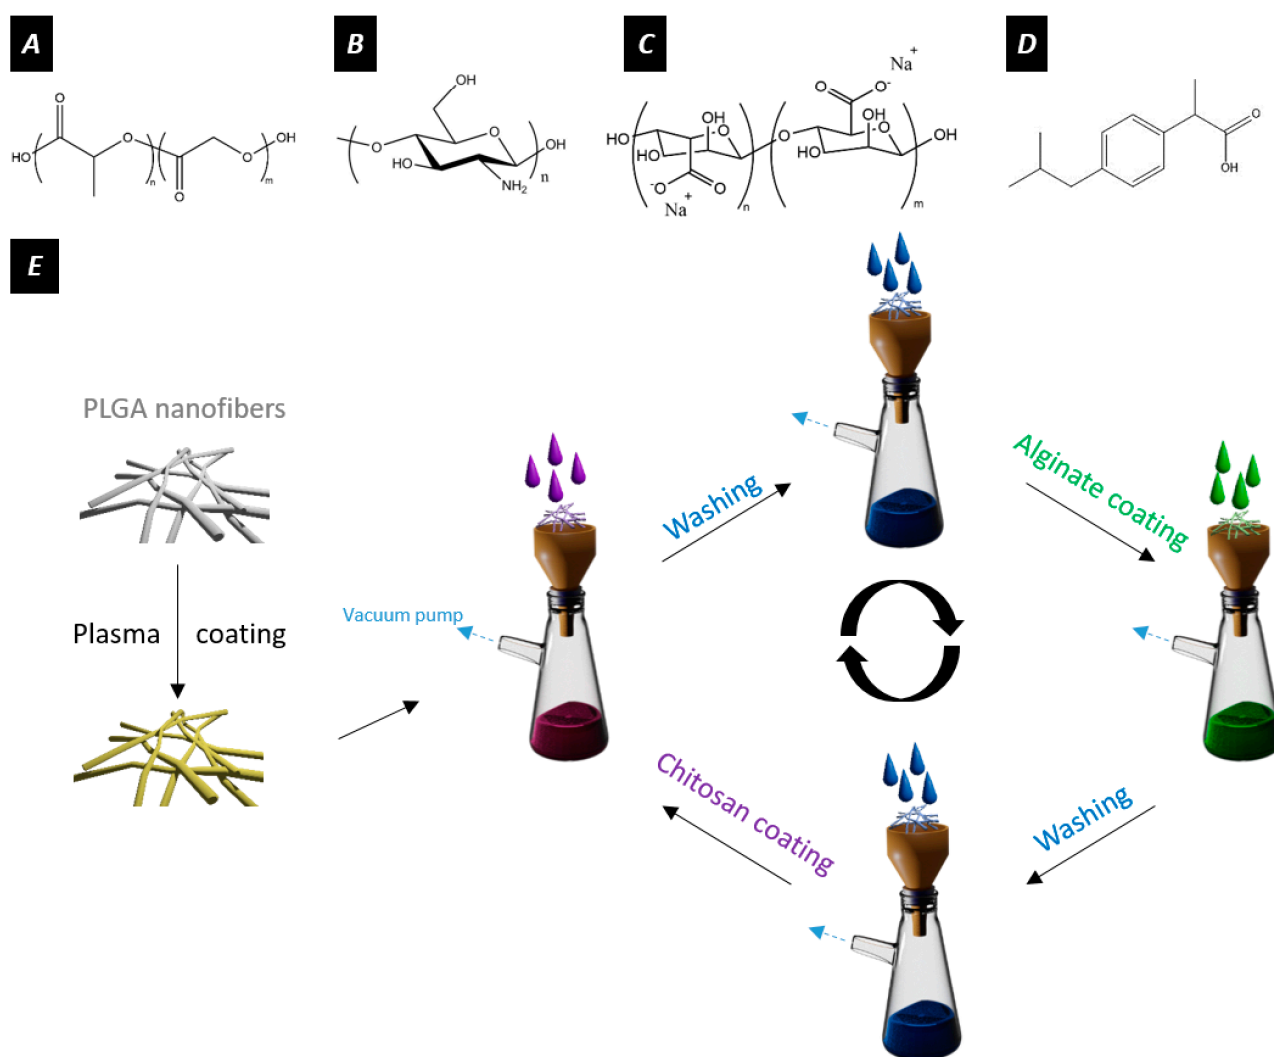 A
B
C
D
O
HO
O
n
O
O
OH
m
OH
O
O
HO
NH2
OH
n
Na+
O
O-
HO
OH
O
HO
O
-O
O
Na+
n
O
OH
O
HO
OH
m
O
OH
E
PLGA nanofibers
Plasma coating
Vacuum pump
Washing
Alginate coating
Chitosan coating
Washing